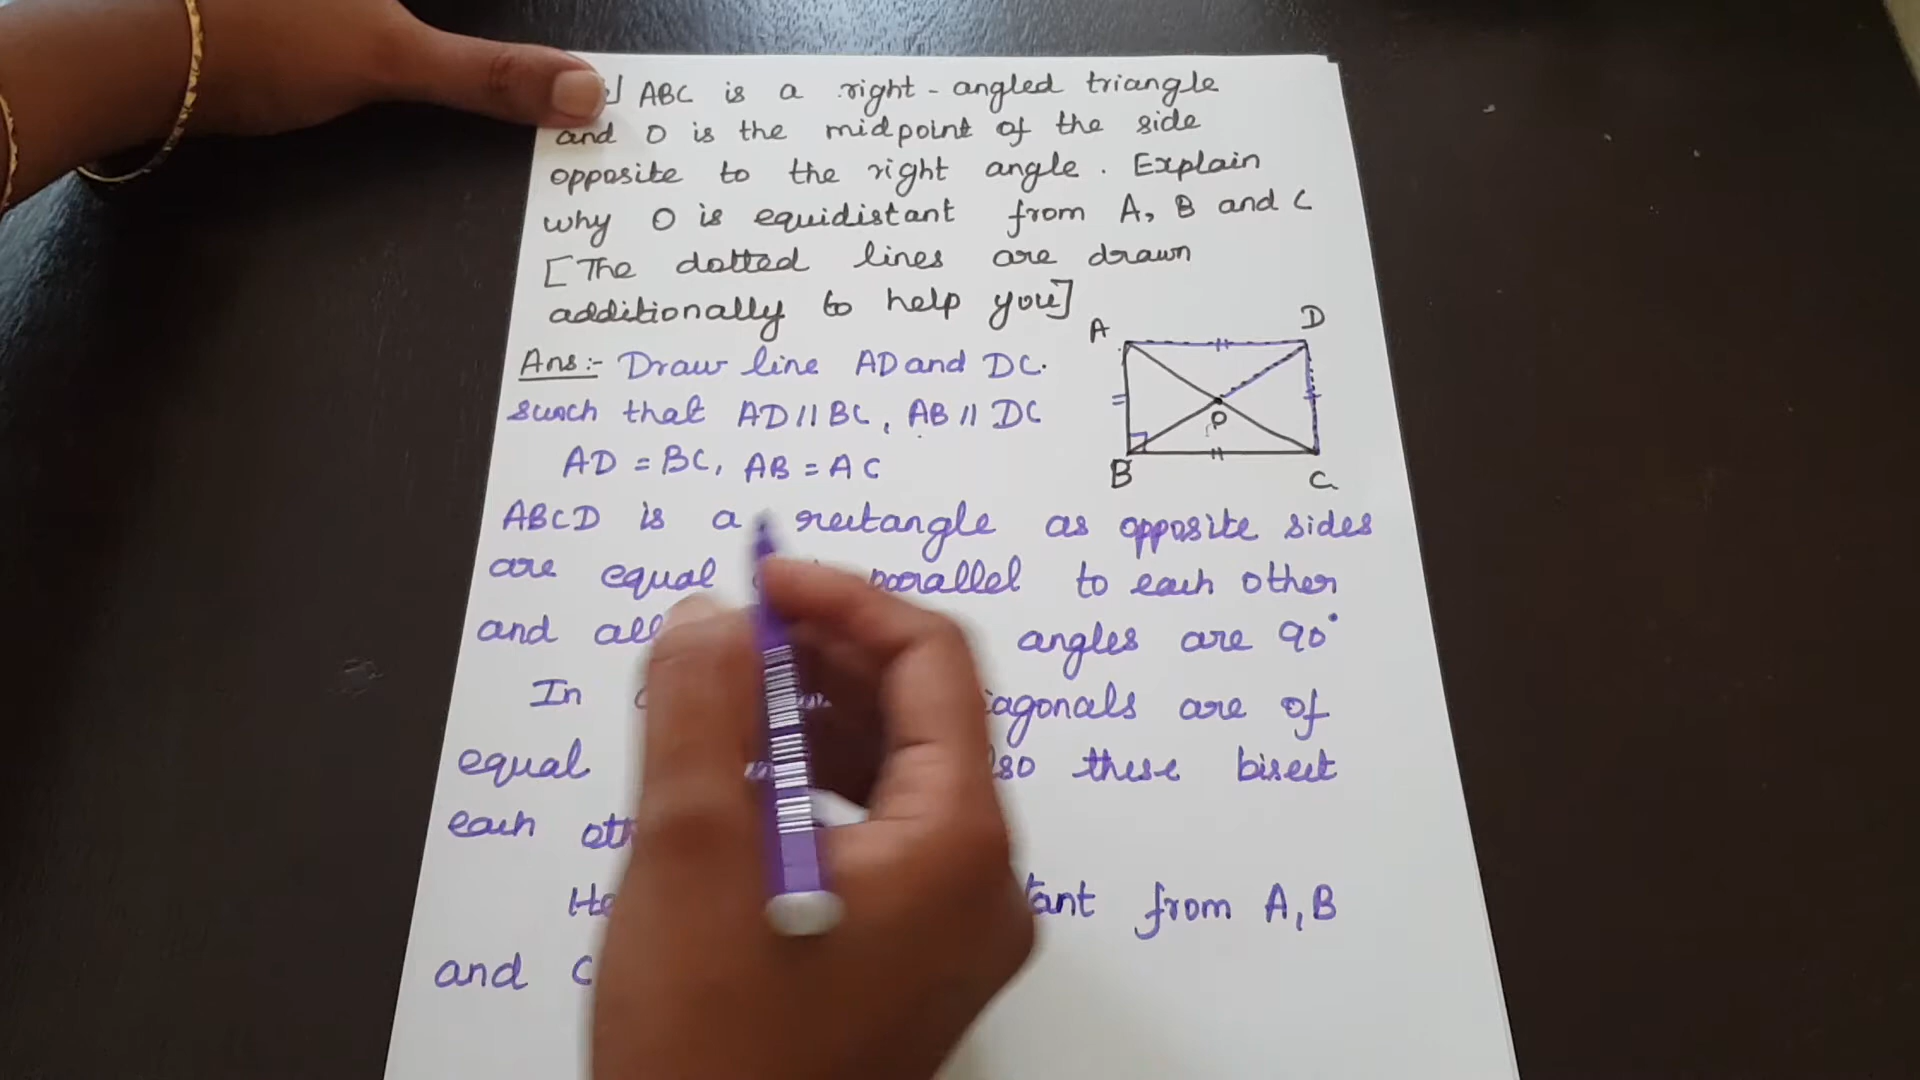 ABC is a right-angled triangle
and O is the midpoint of the side
opposite to the right angle. Explain
why O is equidistant from A, B and C
[The dotted lines are drawn
additionally to help you]
A
D
O
B
C
Ans:- Draw line AD and DC.
such that AD // BC, AB // DC
AD = BC, AB = AC
ABCD is a rectangle as opposite sides
are equal parallel to each other
and all angles are 90°
In are of
equal these bisect
each
from A, B
and C